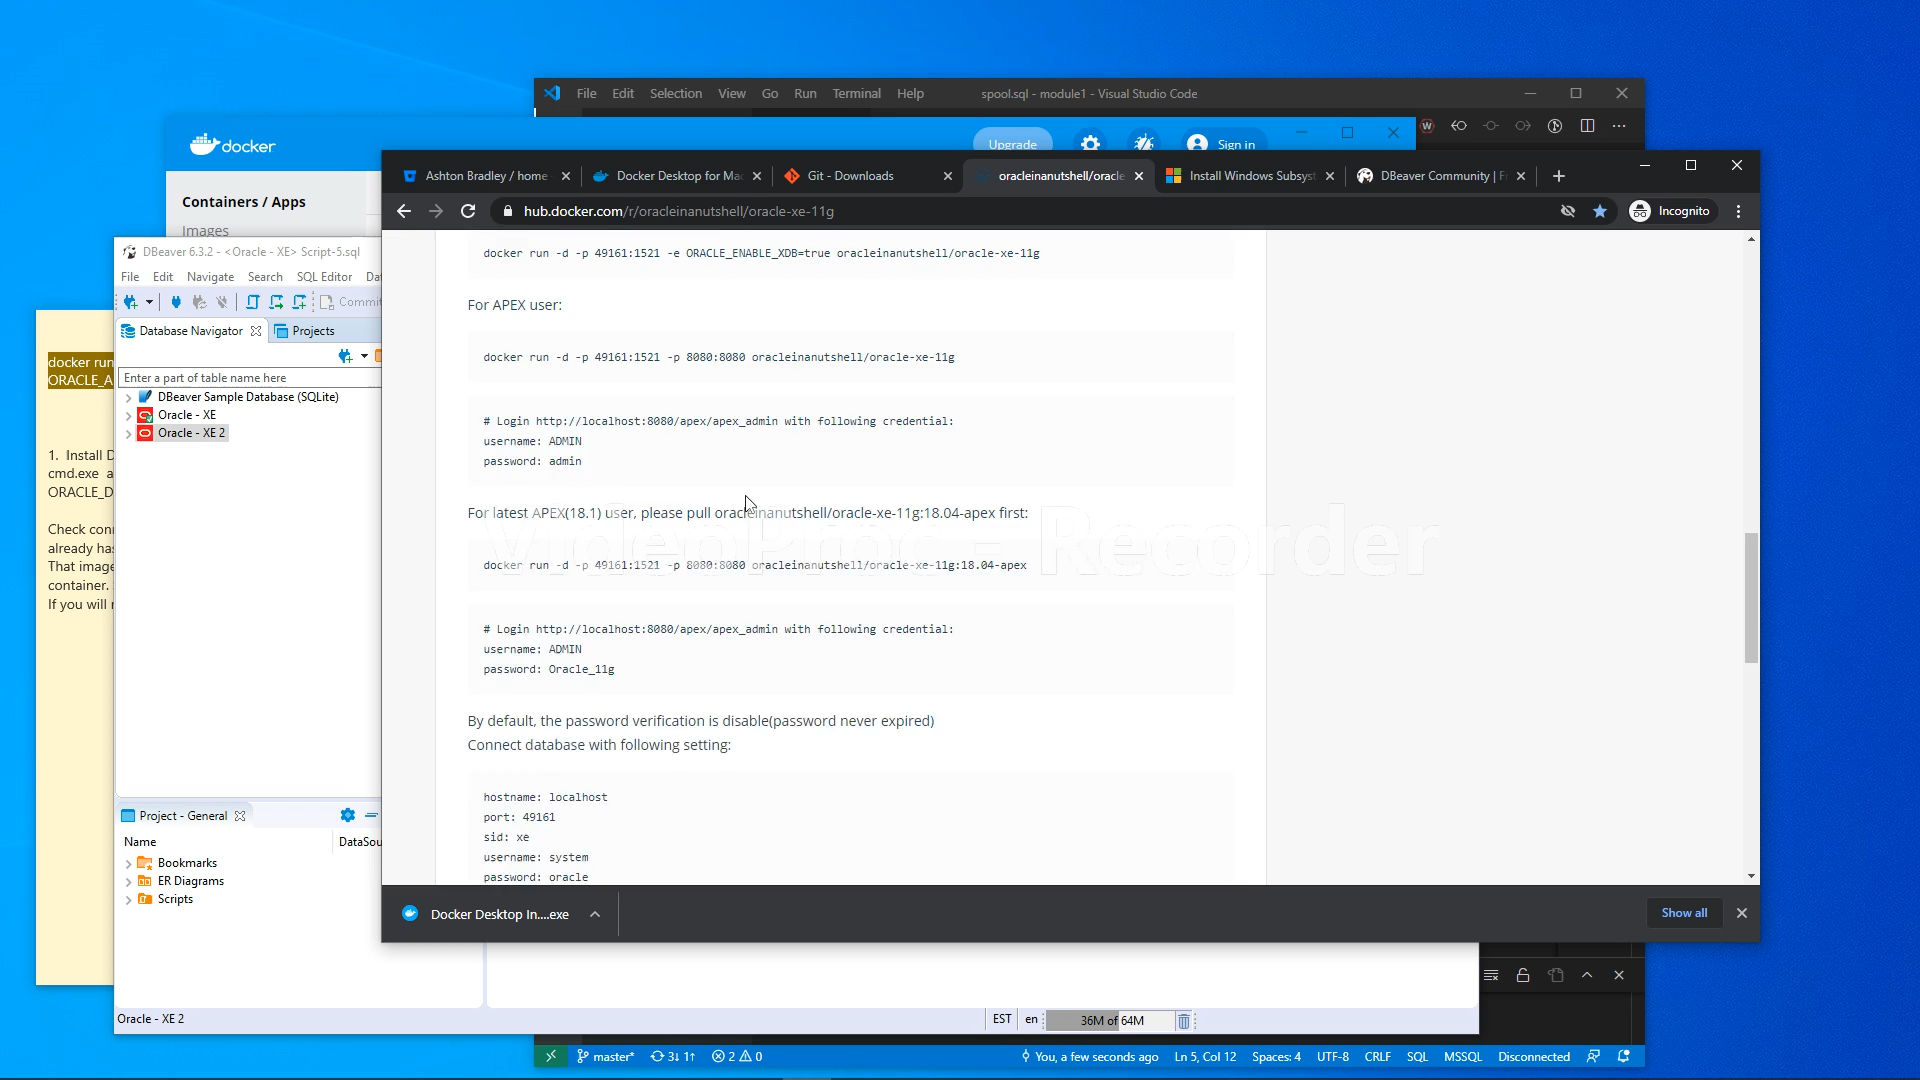 File Edit Selection View Go Run Terminal Help spool.sql - module1 - Visual Studio Code
docker
Upgrade
Sign in
Ashton Bradley / home
Docker Desktop for Mac
Git - Downloads
oracleinanutshell/oracle
Install Windows Subsyst
DBeaver Community | F
hub.docker.com/r/oracleinanutshell/oracle-xe-11g
Incognito
Containers / Apps
Images
DBeaver 6.3.2 - <Oracle - XE> Script-5.sql
File Edit Navigate Search SQL Editor Da
Commit
Database Navigator
Projects
Enter a part of table name here
DBeaver Sample Database (SQLite)
Oracle - XE
Oracle - XE 2
docker run
ORACLE_A
1. Install D
cmd.exe a
ORACLE_D
Check con
already has
That image
container.
If you will
docker run -d -p 49161:1521 -e ORACLE_ENABLE_XDB=true oracleinanutshell/oracle-xe-11g
For APEX user:
docker run -d -p 49161:1521 -p 8080:8080 oracleinanutshell/oracle-xe-11g
# Login http://localhost:8080/apex/apex_admin with following credential:
username: ADMIN
password: admin
For latest APEX(18.1) user, please pull oracleinanutshell/oracle-xe-11g:18.04-apex first:
VideoProc - Recorder
docker run -d -p 49161:1521 -p 8080:8080 oracleinanutshell/oracle-xe-11g:18.04-apex
# Login http://localhost:8080/apex/apex_admin with following credential:
username: ADMIN
password: Oracle_11g
By default, the password verification is disable(password never expired)
Connect database with following setting:
hostname: localhost
port: 49161
sid: xe
username: system
password: oracle
Project - General
Name DataSou
Bookmarks
ER Diagrams
Scripts
Docker Desktop In....exe
Show all
Oracle - XE 2
EST en 36M of 64M
master* 3↓ 1↑ 2 0 You, a few seconds ago Ln 5, Col 12 Spaces: 4 UTF-8 CRLF SQL MSSQL Disconnected